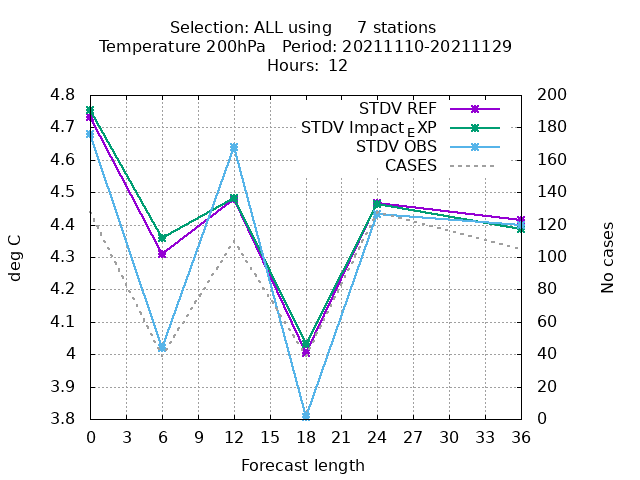 Selection: ALL using     7 stations
Temperature 200hPa   Period: 20211110-20211129
Hours:  12
STDV REF
STDV Impact_EXP
STDV OBS
CASES
4.8
4.7
4.6
4.5
4.4
4.3
4.2
4.1
4
3.9
3.8
200
180
160
140
120
100
80
60
40
20
0
deg C
No cases
0 3 6 9 12 15 18 21 24 27 30 33 36
Forecast length